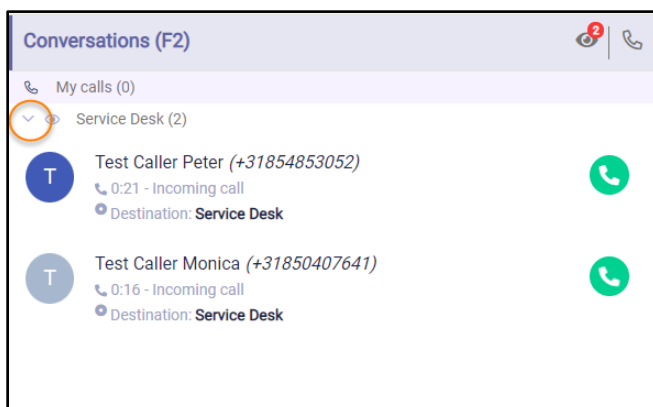 Conversations (F2)
2
My calls (0)
Service Desk (2)
T
Test Caller Peter (+31854853052)
0:21 - Incoming call
Destination: Service Desk
T
Test Caller Monica (+31850407641)
0:16 - Incoming call
Destination: Service Desk